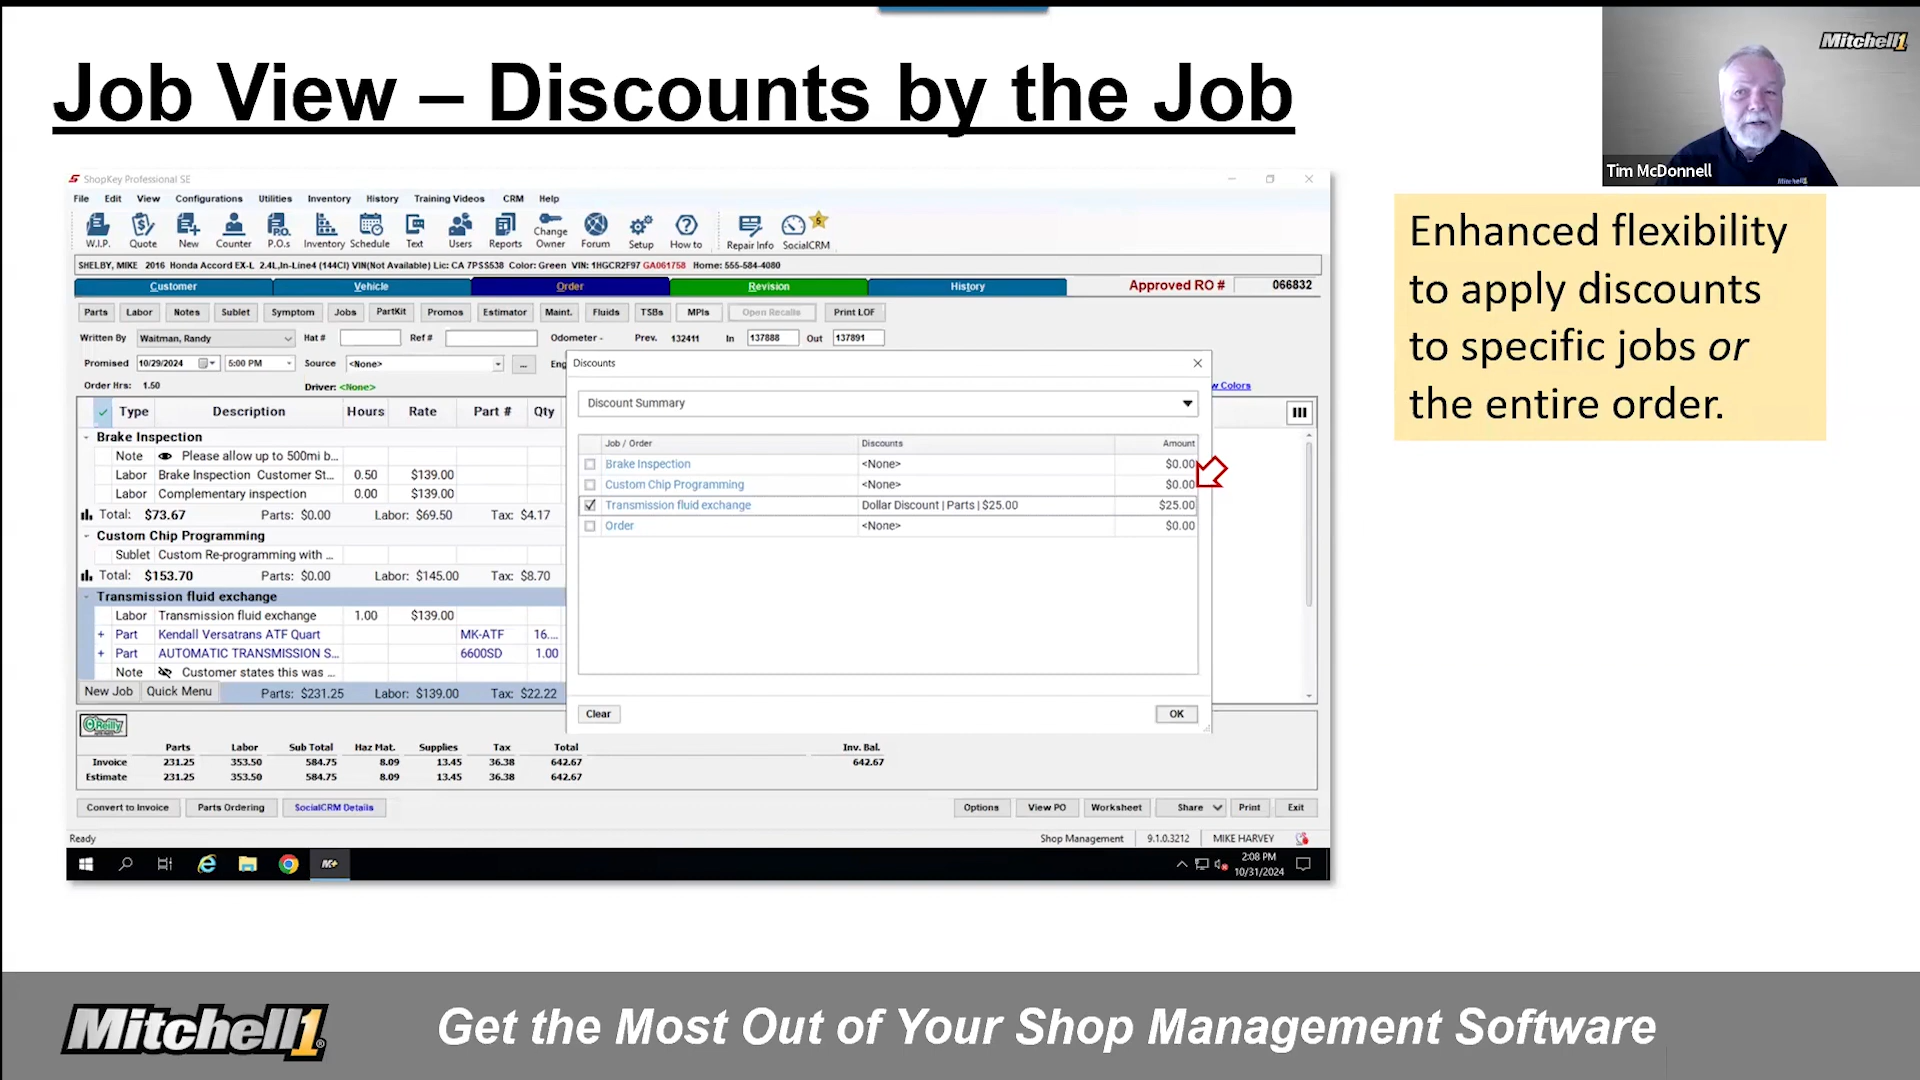 Job View – Discounts by the Job
Mitchell1
Tim McDonnell
Mitchell1
ShopKey Professional SE
File Edit View Configurations Utilities Inventory History Training Videos CRM Help
5
W.I.P. Quote New Counter P.O.s Inventory Schedule Text Users Reports Change Owner Forum Setup How to Repair Info SocialCRM
SHELBY, MIKE 2016 Honda Accord EX-L 2.4L,In-Line4 (144CI) VIN(Not Available) Lic: CA 7PSS538 Color: Green VIN: 1HGCR2F97 GA061758 Home: 555-584-4080
Customer Vehicle Order Revision History Approved RO # 066832
Parts Labor Notes Sublet Symptom Jobs PartKit Promos Estimator Maint. Fluids TSBs MPIs Open Recalls Print LOF
Written By Waitman, Randy Hat # Ref # Odometer - Prev. 132411 In 137888 Out 137891
Promised 10/29/2024 5:00 PM Source <None> ... Eng
Order Hrs: 1.50 Driver: <None> w Colors
Type Description Hours Rate Part # Qty
Brake Inspection
Note Please allow up to 500mi b...
Labor Brake Inspection Customer St... 0.50 $139.00
Labor Complementary inspection 0.00 $139.00
Total: $73.67 Parts: $0.00 Labor: $69.50 Tax: $4.17
Custom Chip Programming
Sublet Custom Re-programming with ...
Total: $153.70 Parts: $0.00 Labor: $145.00 Tax: $8.70
Transmission fluid exchange
Labor Transmission fluid exchange 1.00 $139.00
+ Part Kendall Versatrans ATF Quart MK-ATF 16....
+ Part AUTOMATIC TRANSMISSION S... 6600SD 1.00
Note Customer states this was ...
New Job Quick Menu Parts: $231.25 Labor: $139.00 Tax: $22.22
Discounts
Discount Summary
Job / Order Discounts Amount
Brake Inspection <None> $0.00
Custom Chip Programming <None> $0.00
Transmission fluid exchange Dollar Discount | Parts | $25.00 $25.00
Order <None> $0.00
Clear OK
O'Reilly
Parts Labor Sub Total Haz Mat. Supplies Tax Total Inv. Bal.
Invoice 231.25 353.50 584.75 8.09 13.45 36.38 642.67 642.67
Estimate 231.25 353.50 584.75 8.09 13.45 36.38 642.67
Convert to Invoice Parts Ordering SocialCRM Details Options View PO Worksheet Share Print Exit
Ready Shop Management 9.1.0.3212 MIKE HARVEY
2:08 PM
10/31/2024
Enhanced flexibility
to apply discounts
to specific jobs or
the entire order.
Mitchell1
Get the Most Out of Your Shop Management Software